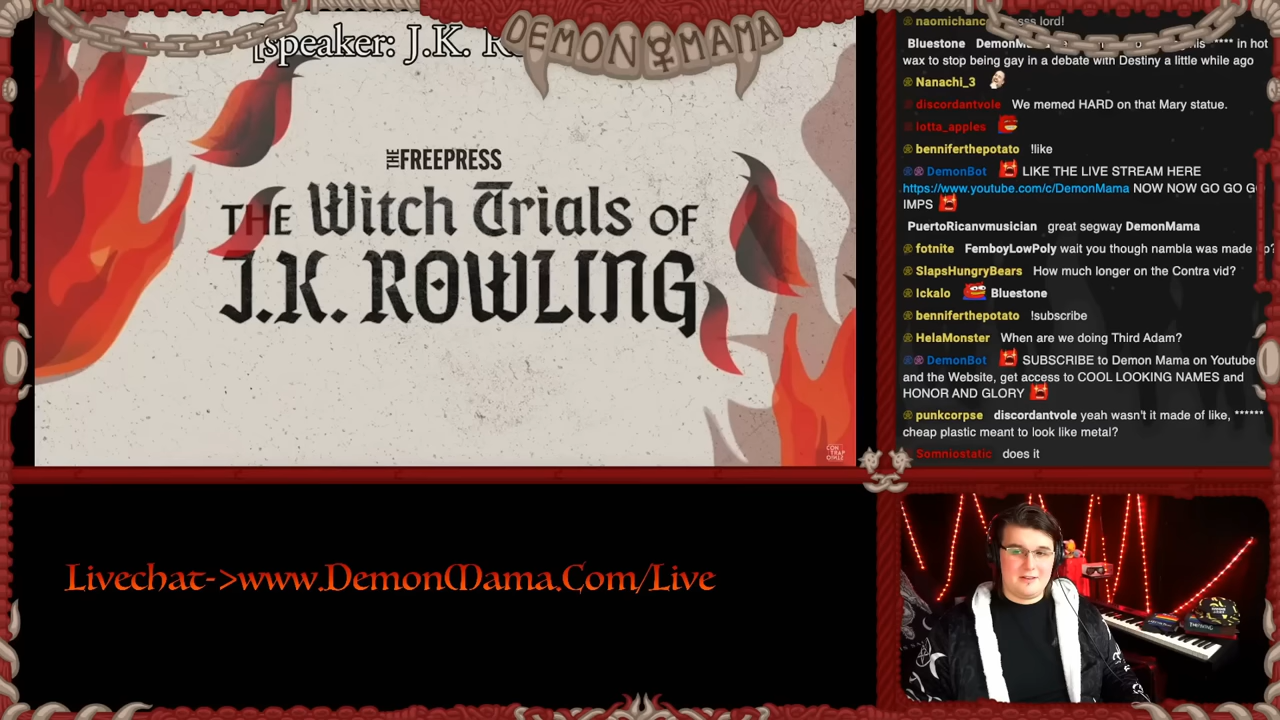 [speaker: J.K. R
DEMON MAMA
THE FREEPRESS
THE Witch Trials OF
J.K. ROWLING
CON
TRAP
OINTS
Livechat->www.DemonMama.Com/Live
naomichanc sss lord!
Bluestone DemonM his **** in hot
wax to stop being gay in a debate with Destiny a little while ago
Nanachi_3
discordantvole We memed HARD on that Mary statue.
lotta_apples
benniferthepotato !like
DemonBot LIKE THE LIVE STREAM HERE
https://www.youtube.com/c/DemonMama NOW NOW GO GO G
IMPS
PuertoRicanvmusician great segway DemonMama
fotnite FemboyLowPoly wait you though nambla was made p?
SlapsHungryBears How much longer on the Contra vid?
Ickalo Bluestone
benniferthepotato !subscribe
HelaMonster When are we doing Third Adam?
DemonBot SUBSCRIBE to Demon Mama on Youtube
and the Website, get access to COOL LOOKING NAMES and
HONOR AND GLORY
punkcorpse discordantvole yeah wasn't it made of like, ******
cheap plastic meant to look like metal?
Somniostatic does it